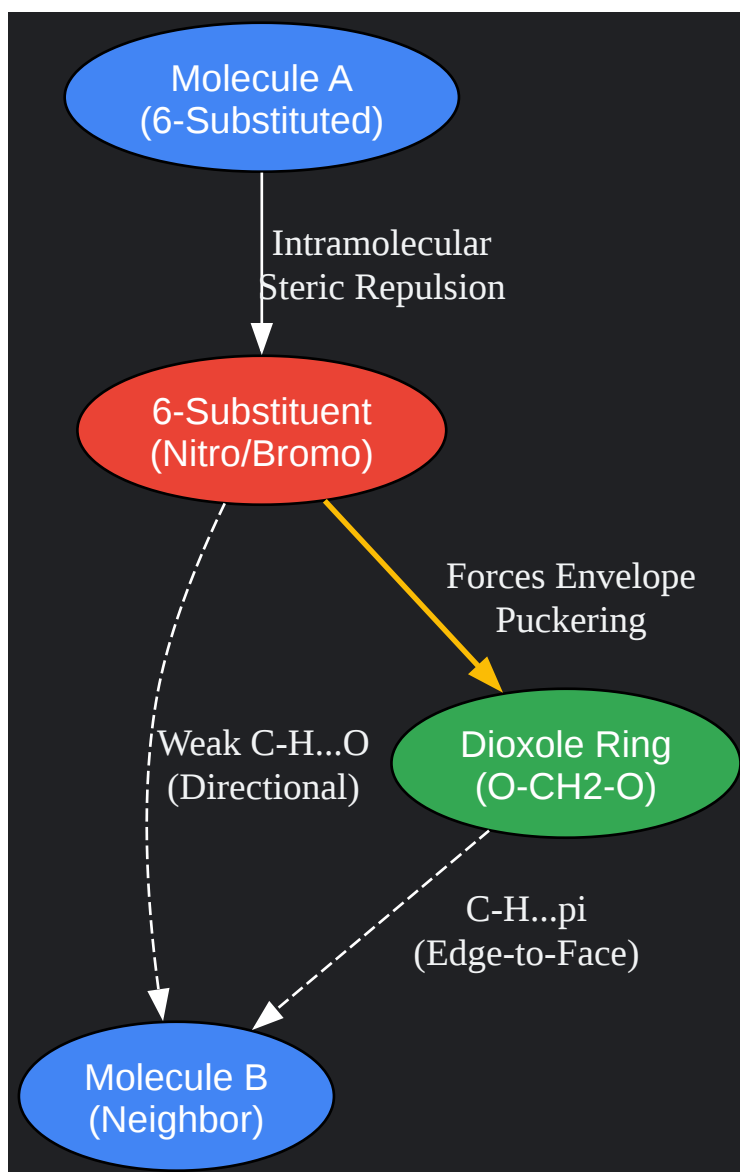 Molecule A
(6-Substituted)
Intramolecular
Steric Repulsion
6-Substituent
(Nitro/Bromo)
Forces Envelope
Puckering
Weak C-H...O
(Directional)
Dioxole Ring
(O-CH2-O)
C-H...pi
(Edge-to-Face)
Molecule B
(Neighbor)